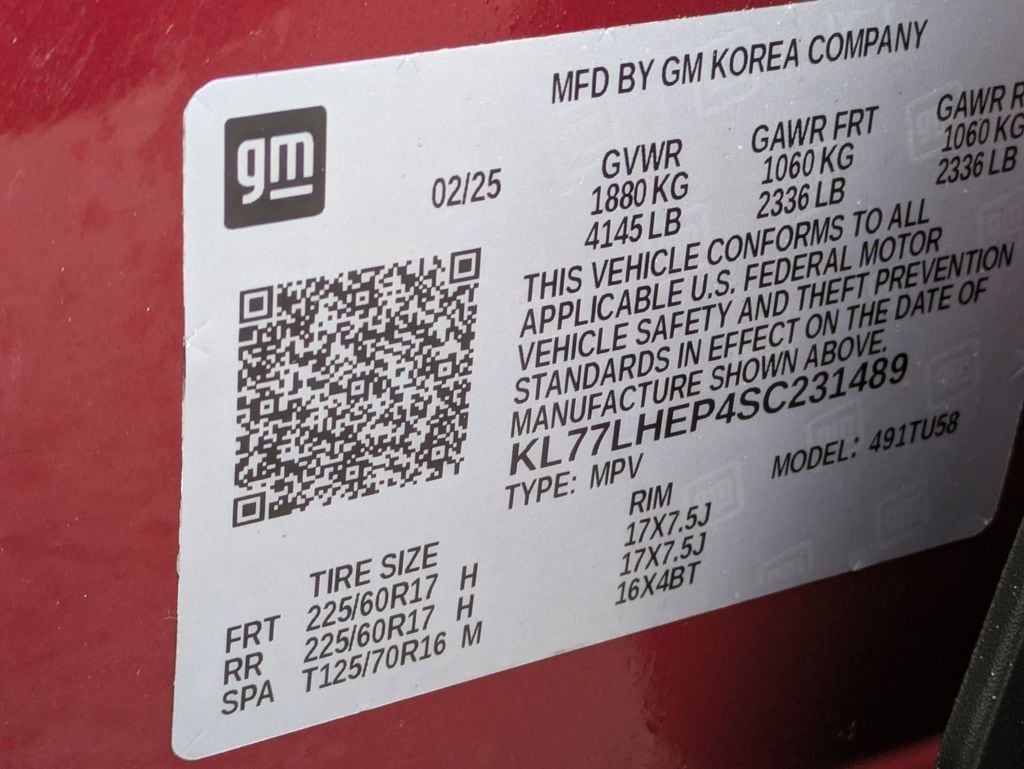 MFD BY GM KOREA COMPANY
gm
02/25
GVWR
1880 KG
4145 LB
GAWR FRT
1060 KG
2336 LB
GAWR R
1060 KG
2336 LB
THIS VEHICLE CONFORMS TO ALL
APPLICABLE U.S. FEDERAL MOTOR
VEHICLE SAFETY AND THEFT PREVENTION
STANDARDS IN EFFECT ON THE DATE OF
MANUFACTURE SHOWN ABOVE.
KL77LHEP4SC231489
TYPE: MPV MODEL: 491TU58
TIRE SIZE RIM
FRT 225/60R17 H 17X7.5J
RR 225/60R17 H 17X7.5J
SPA T125/70R16 M 16X4BT